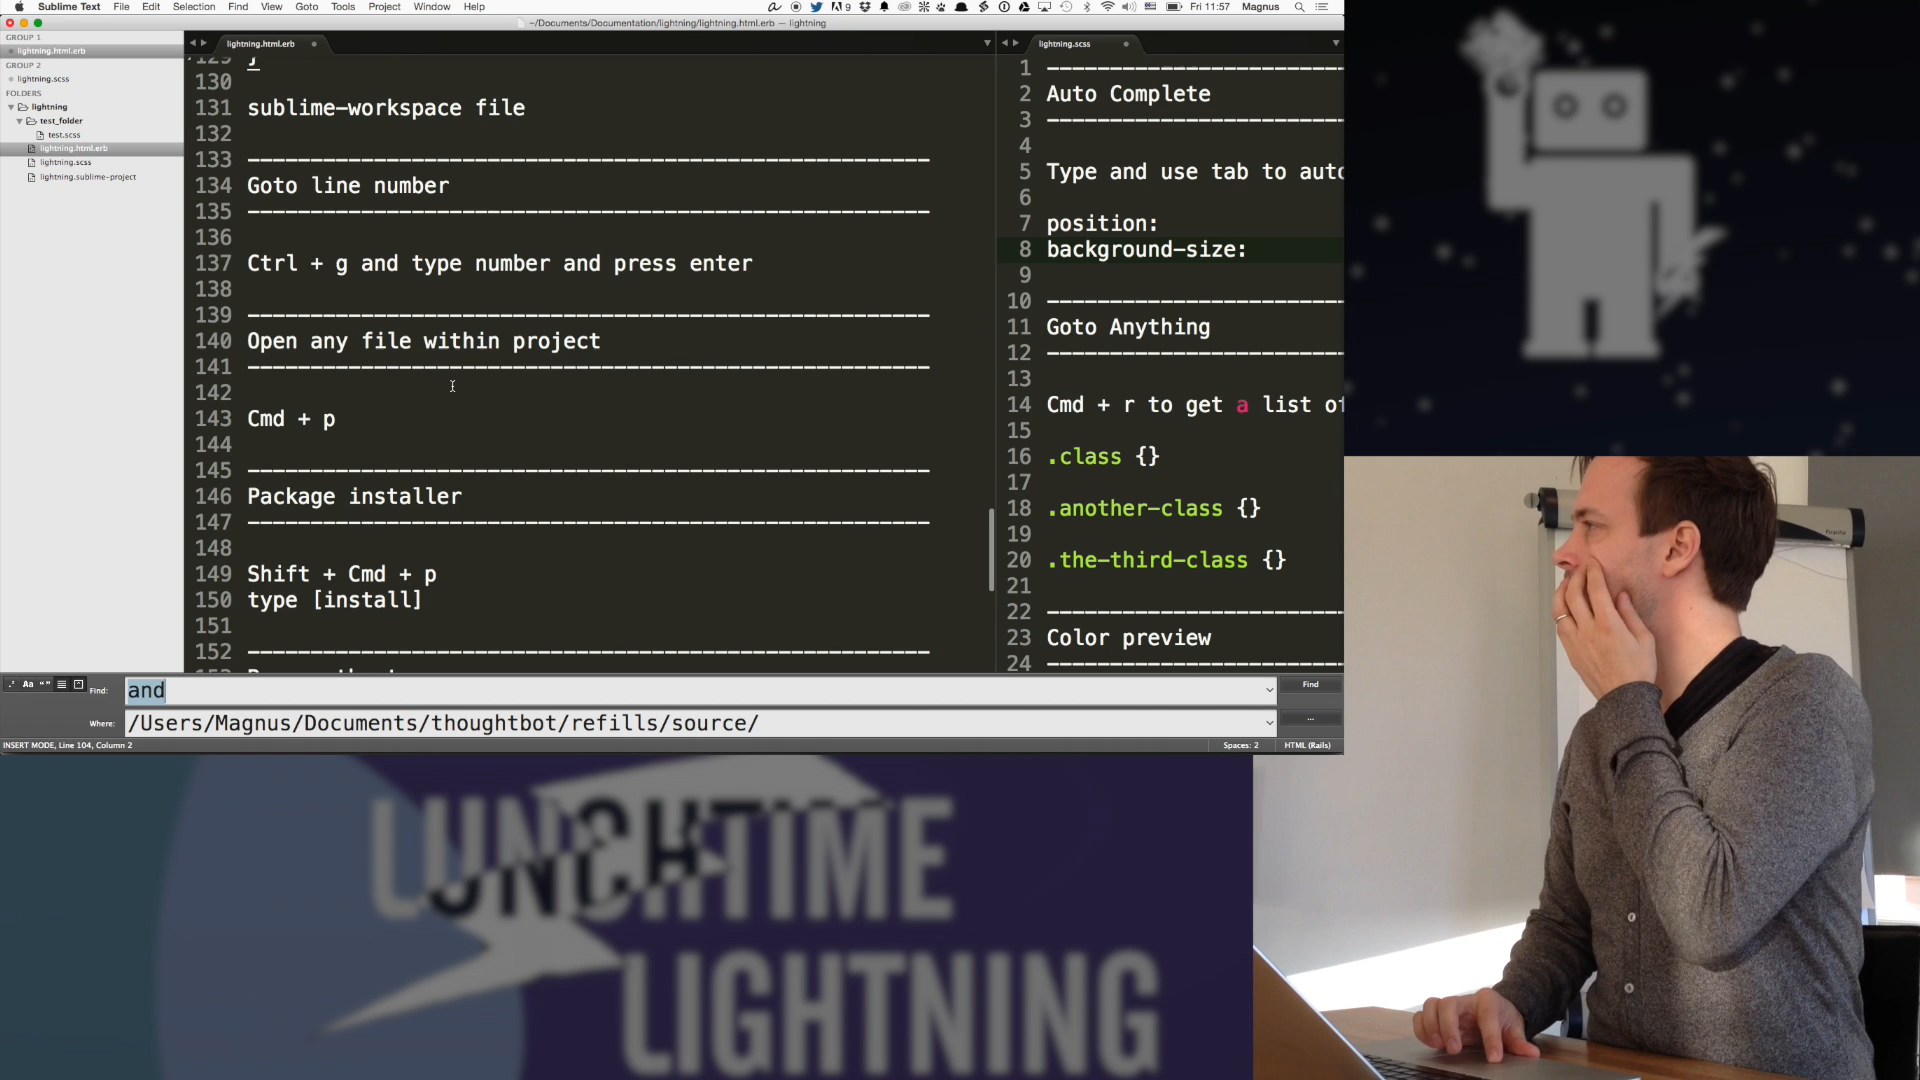 Sublime Text File Edit Selection Find View Goto Tools Project Window Help
9 Fri 11:57 Magnus
~/Documents/Documentation/lightning/lightning.html.erb — lightning
GROUP 1
lightning.html.erb
GROUP 2
lightning.scss
FOLDERS
lightning
test_folder
test.scss
lightning.html.erb
lightning.scss
lightning.sublime-project
lightning.html.erb
129 }
130
131 sublime-workspace file
132
133 ------------------------------------------------------
134 Goto line number
135 ------------------------------------------------------
136
137 Ctrl + g and type number and press enter
138
139 ------------------------------------------------------
140 Open any file within project
141 ------------------------------------------------------
142
143 Cmd + p
144
145 ------------------------------------------------------
146 Package installer
147 ------------------------------------------------------
148
149 Shift + Cmd + p
150 type [install]
151
152 ------------------------------------------------------
lightning.scss
1 ------------------------
2 Auto Complete
3 ------------------------
4
5 Type and use tab to auto
6
7 position:
8 background-size:
9
10 ------------------------
11 Goto Anything
12 ------------------------
13
14 Cmd + r to get a list of
15
16 .class {}
17
18 .another-class {}
19
20 .the-third-class {}
21
22 ------------------------
23 Color preview
24 ------------------------
.* Aa “” Find: and Find
Where: /Users/Magnus/Documents/thoughtbot/refills/source/ ...
INSERT MODE, Line 104, Column 2 Spaces: 2 HTML (Rails)
LUNCHTIME
LIGHTNING